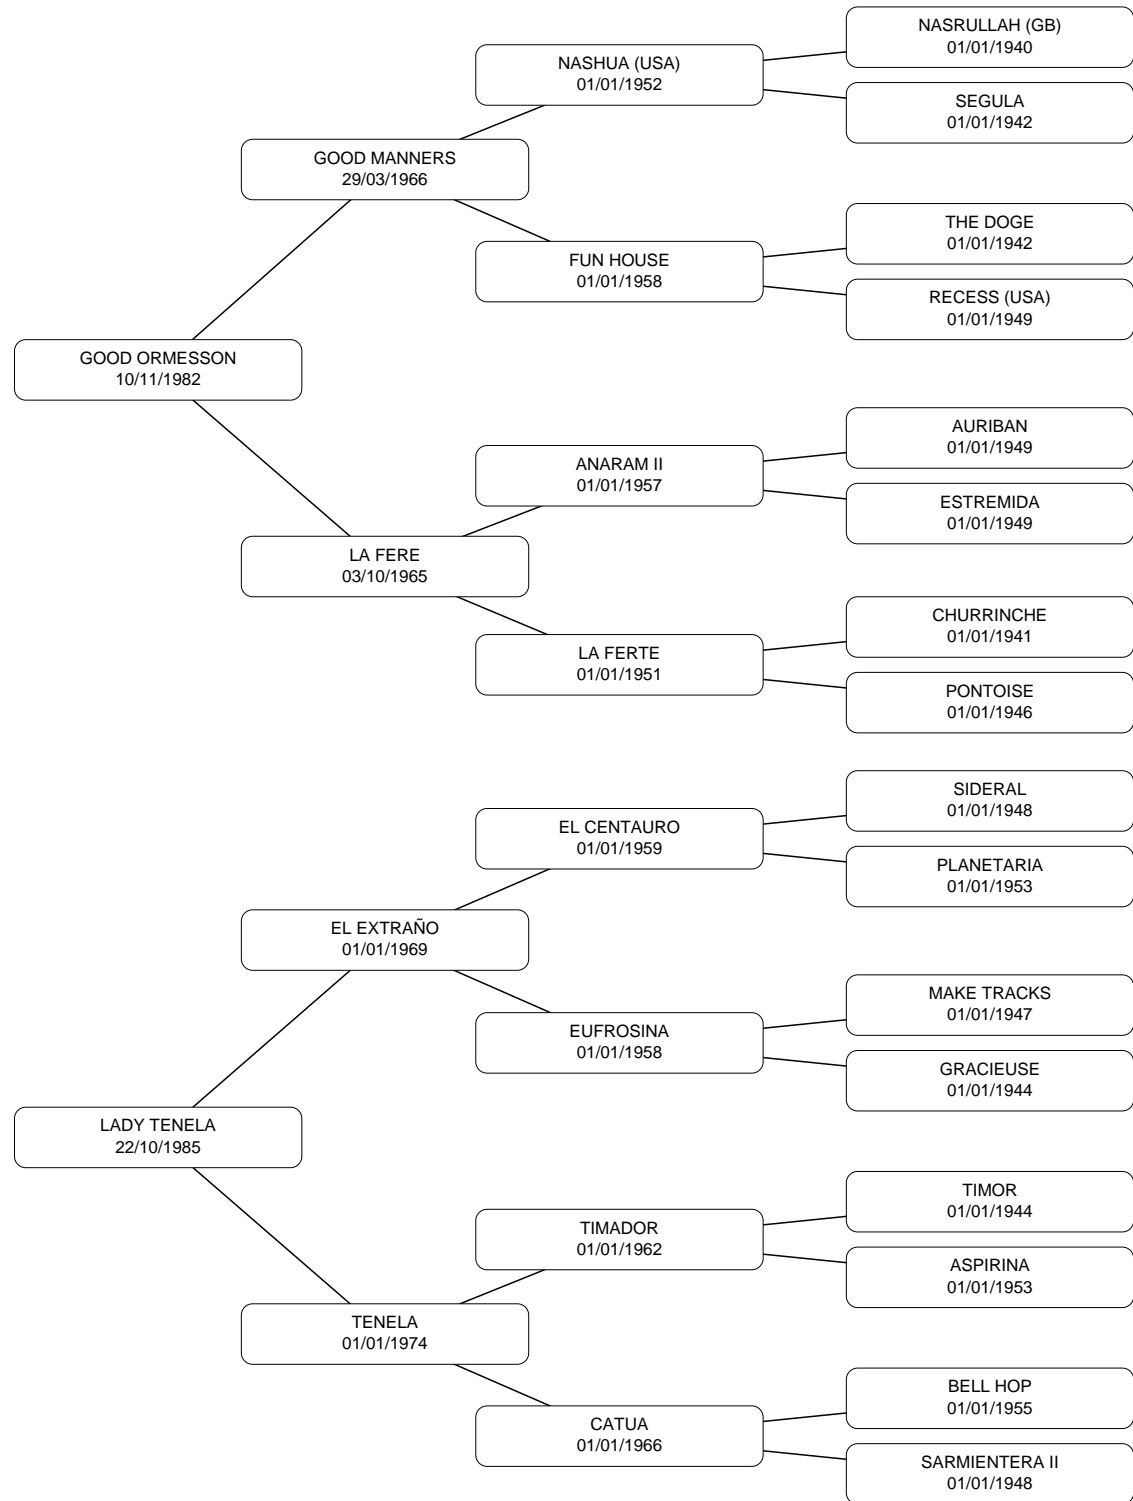 NASRULLAH (GB)
01/01/1940
NASHUA (USA)
01/01/1952
SEGULA
01/01/1942
GOOD MANNERS
29/03/1966
THE DOGE
01/01/1942
FUN HOUSE
01/01/1958
RECESS (USA)
01/01/1949
GOOD ORMESSON
10/11/1982
AURIBAN
01/01/1949
ANARAM II
01/01/1957
ESTREMIDA
01/01/1949
LA FERE
03/10/1965
CHURRINCHE
01/01/1941
LA FERTE
01/01/1951
PONTOISE
01/01/1946
SIDERAL
01/01/1948
EL CENTAURO
01/01/1959
PLANETARIA
01/01/1953
EL EXTRAÑO
01/01/1969
MAKE TRACKS
01/01/1947
EUFROSINA
01/01/1958
GRACIEUSE
01/01/1944
LADY TENELA
22/10/1985
TIMOR
01/01/1944
TIMADOR
01/01/1962
ASPIRINA
01/01/1953
TENELA
01/01/1974
BELL HOP
01/01/1955
CATUA
01/01/1966
SARMIENTERA II
01/01/1948